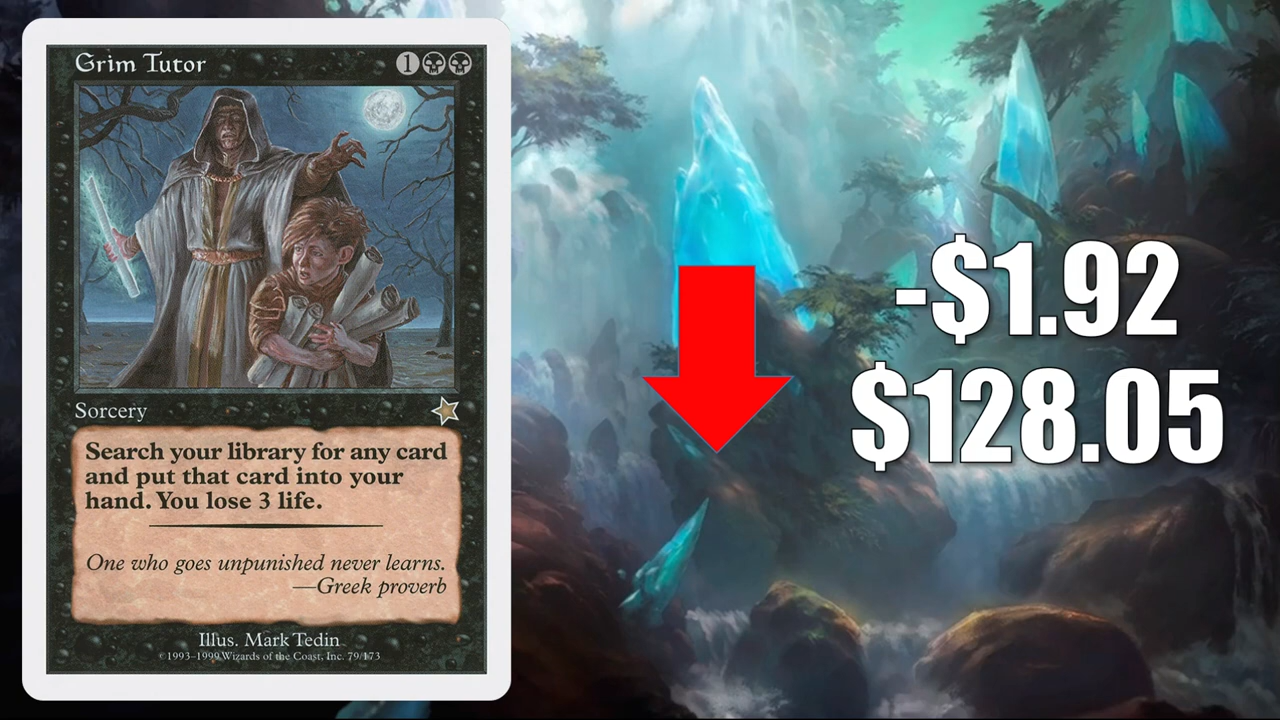 Grim Tutor 1
Sorcery
Search your library for any card
and put that card into your
hand. You lose 3 life.
One who goes unpunished never learns.
—Greek proverb
Illus. Mark Tedin
©1993-1999 Wizards of the Coast, Inc. 79/173
-$1.92
$128.05